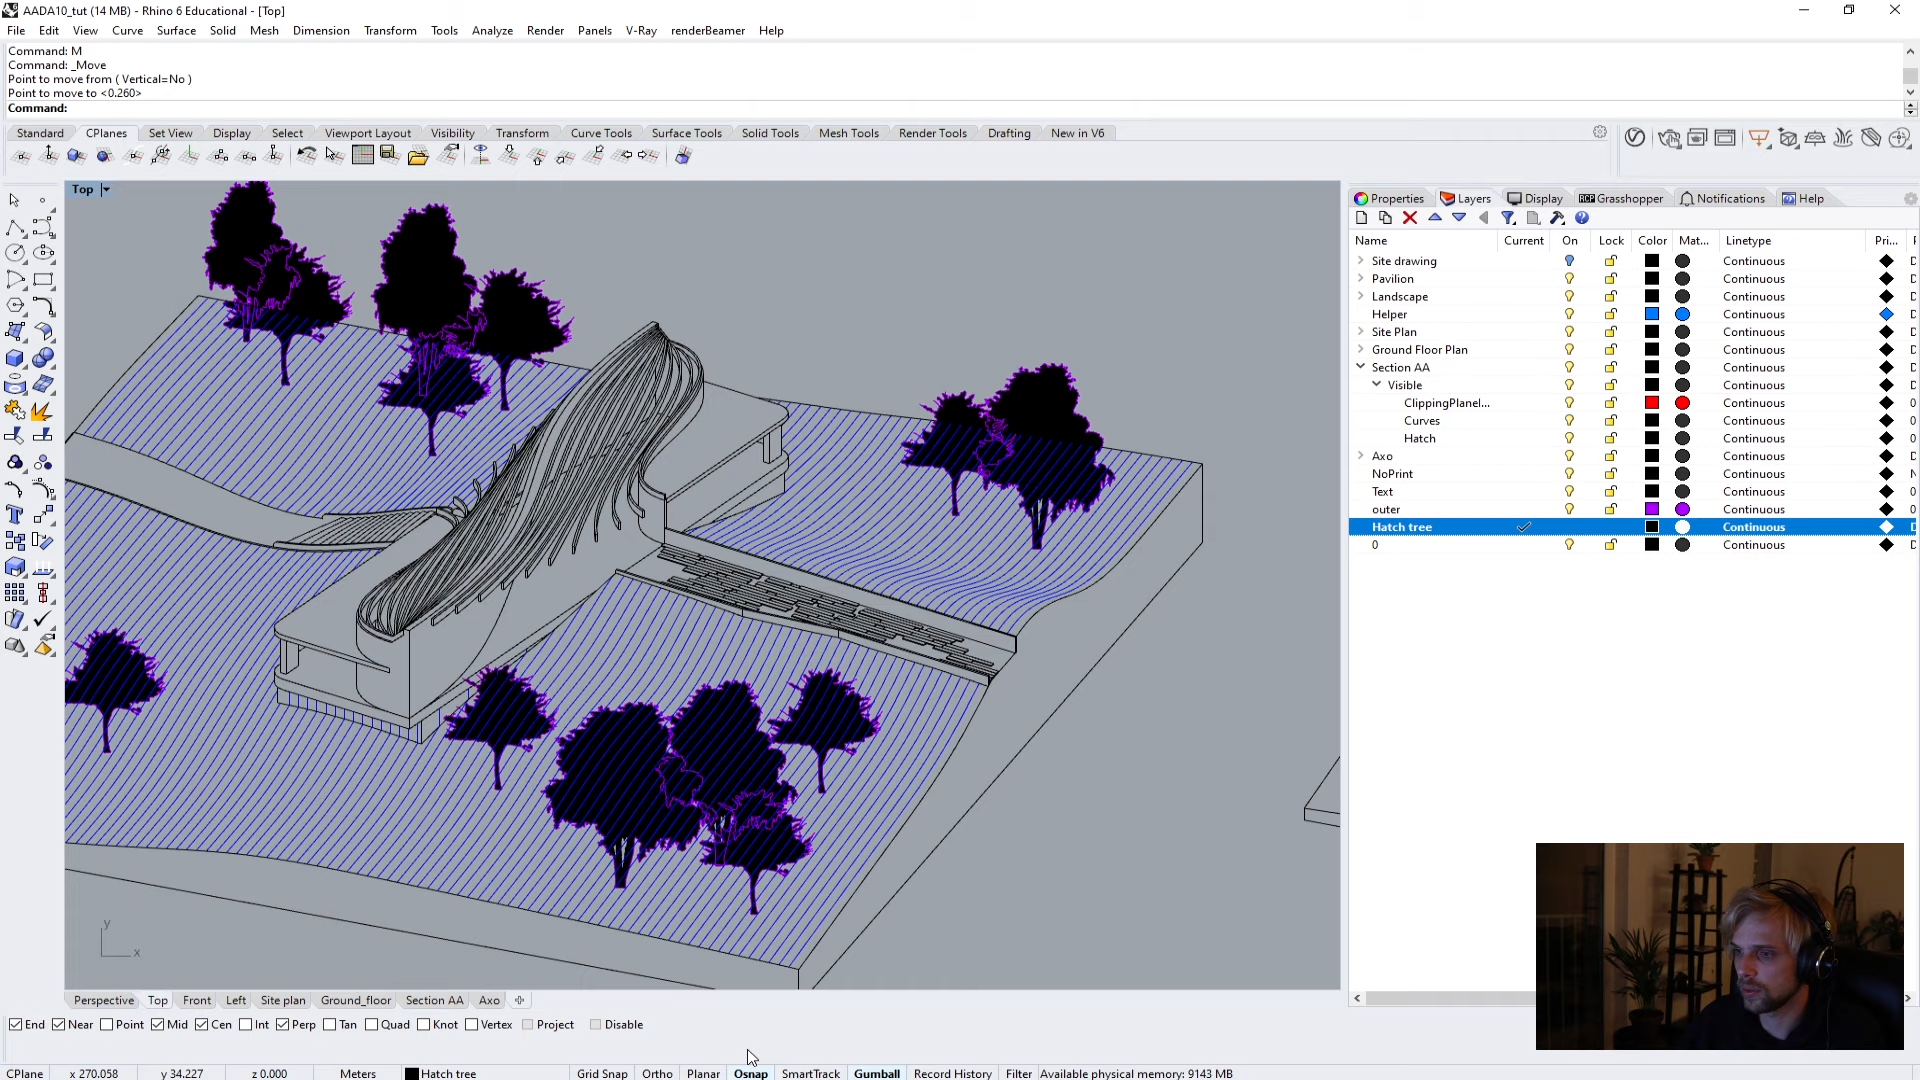 AADA10_tut (14 MB) - Rhino 6 Educational - [Top]
File Edit View Curve Surface Solid Mesh Dimension Transform Tools Analyze Render Panels V-Ray renderBeamer Help
Command: M
Command: _Move
Point to move from ( Vertical=No )
Point to move to <0.260>
Command:
Standard CPlanes Set View Display Select Viewport Layout Visibility Transform Curve Tools Surface Tools Solid Tools Mesh Tools Render Tools Drafting New in V6
Top
Properties Layers Display Grasshopper Notifications Help
Name Current On Lock Color Mat... Linetype Pri...
Site drawing Continuous
Pavilion Continuous
Landscape Continuous
Helper Continuous
Site Plan Continuous
Ground Floor Plan Continuous
Section AA Continuous
Visible Continuous
ClippingPlaneI... Continuous
Curves Continuous
Hatch Continuous
Axo Continuous
NoPrint Continuous
Text Continuous
outer Continuous
Hatch tree Continuous
0 Continuous
y
x
Perspective Top Front Left Site plan Ground_floor Section AA Axo
End Near Point Mid Cen Int Perp Tan Quad Knot Vertex Project Disable
CPlane x 270.058 y 34.227 z 0.000 Meters Hatch tree Grid Snap Ortho Planar Osnap SmartTrack Gumball Record History Filter Available physical memory: 9143 MB